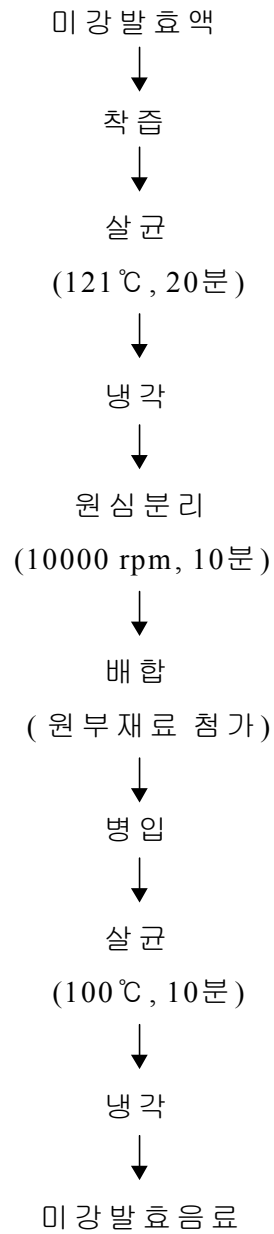 미강발효액
착즙
살균
(121℃, 20분)
냉각
원심분리
(10000 rpm, 10분)
배합
(원부재료 첨가)
병입
살균
(100℃, 10분)
냉각
미강발효음료